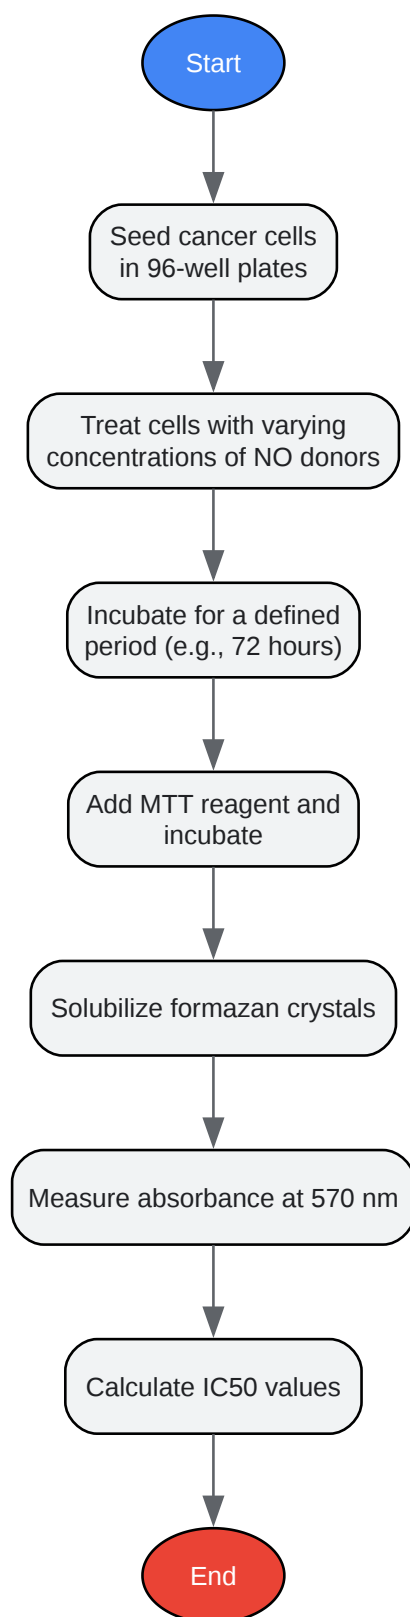 Start
Seed cancer cells
in 96-well plates
Treat cells with varying
concentrations of NO donors
Incubate for a defined
period (e.g., 72 hours)
Add MTT reagent and
incubate
Solubilize formazan crystals
Measure absorbance at 570 nm
Calculate IC50 values
End